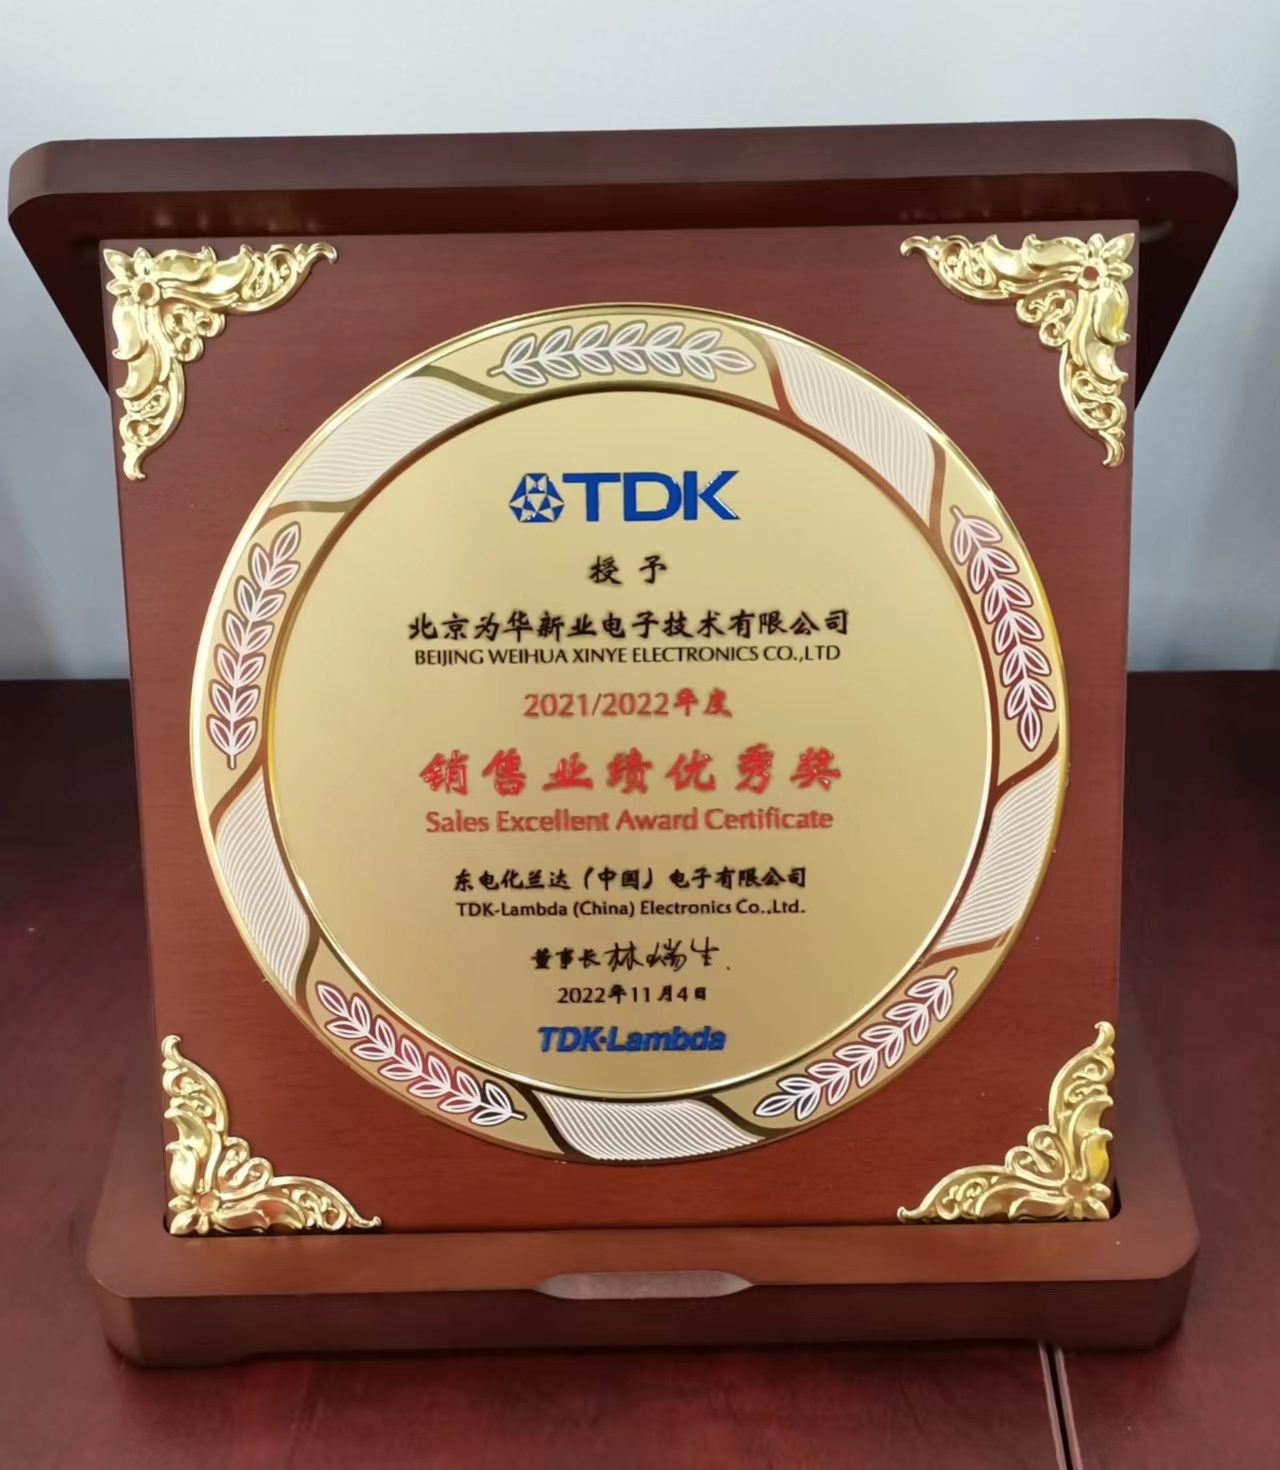 TDK
授予
北京为华新业电子技术有限公司
BEIJING WEIHUA XINYE ELECTRONICS CO.,LTD
2021/2022年度
销售业绩优秀奖
Sales Excellent Award Certificate
东电化兰达（中国）电子有限公司
TDK-Lambda (China) Electronics Co.,Ltd.
董事长 林瑞生
2022年11月4日
TDK·Lambda